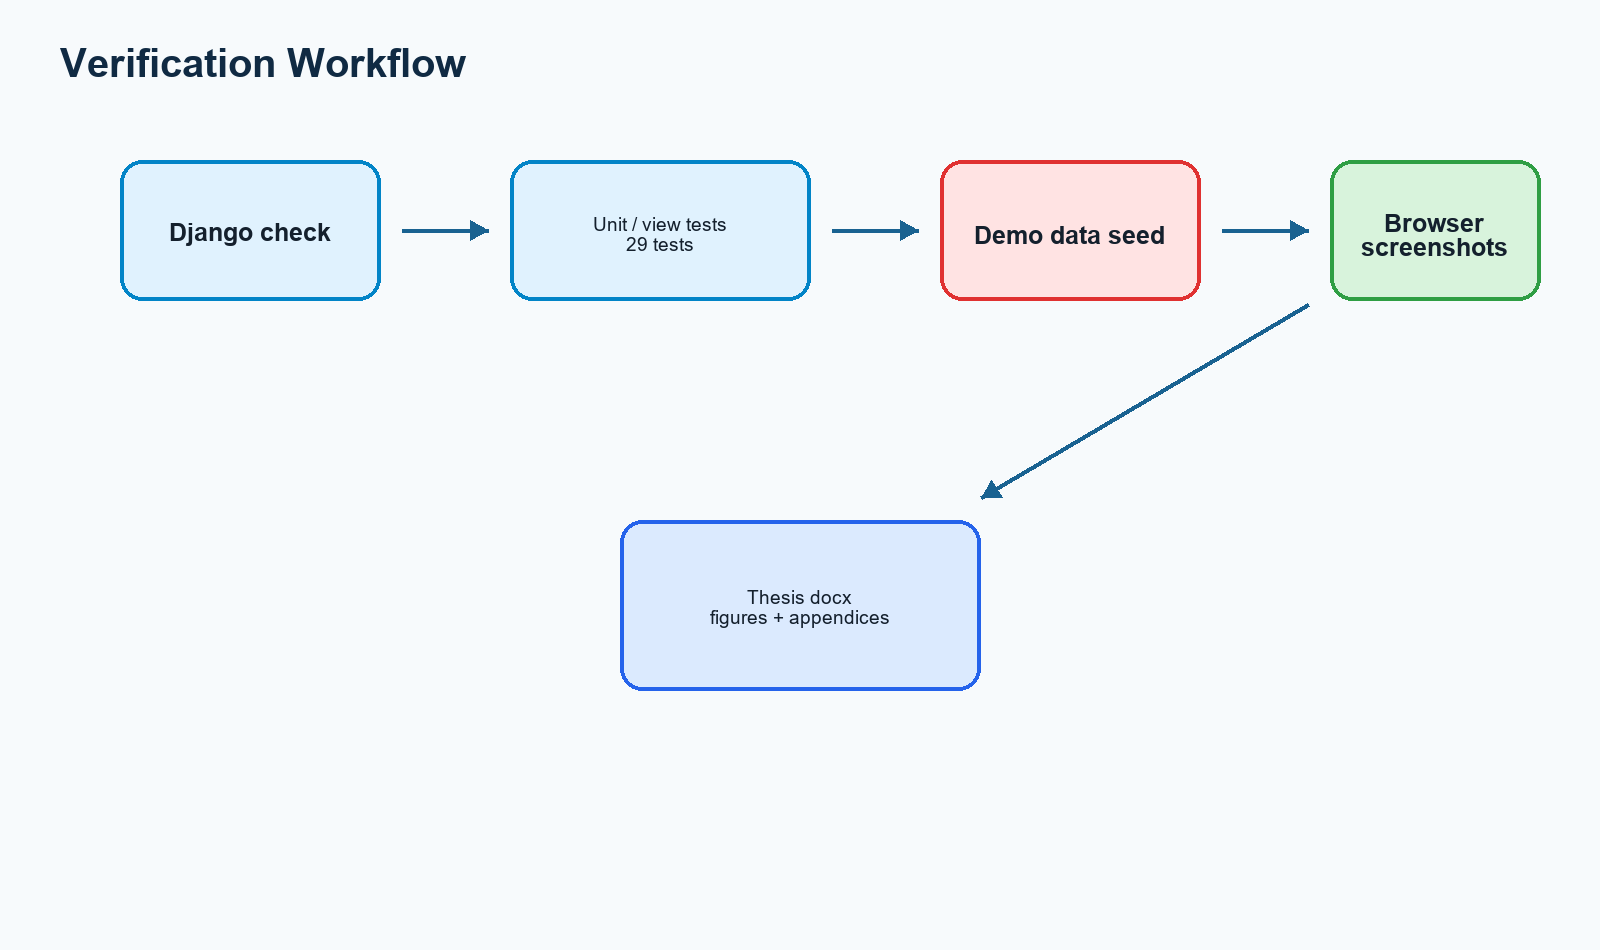 Verification Workflow
Django check
Unit / view tests
29 tests
Demo data seed
Browser
screenshots
Thesis docx
figures + appendices